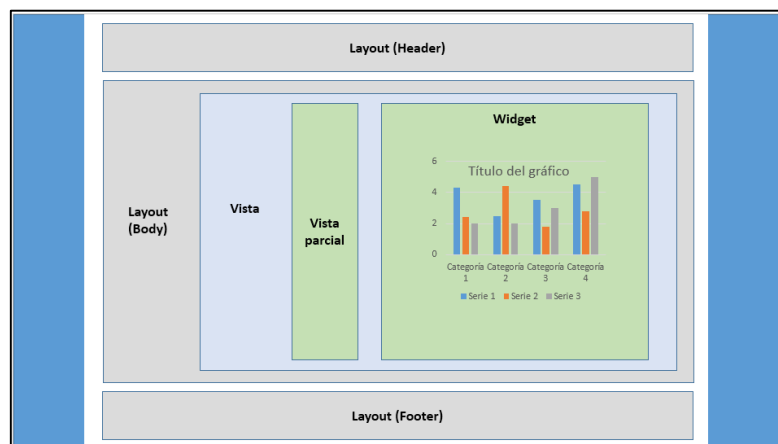 Layout (Header)
Layout
(Body)
Vista
Vista
parcial
Widget
Título del gráfico
6
4
2
0
Categoría
1
Categoría
2
Categoría
3
Categoría
4
Serie 1
Serie 2
Serie 3
Layout (Footer)